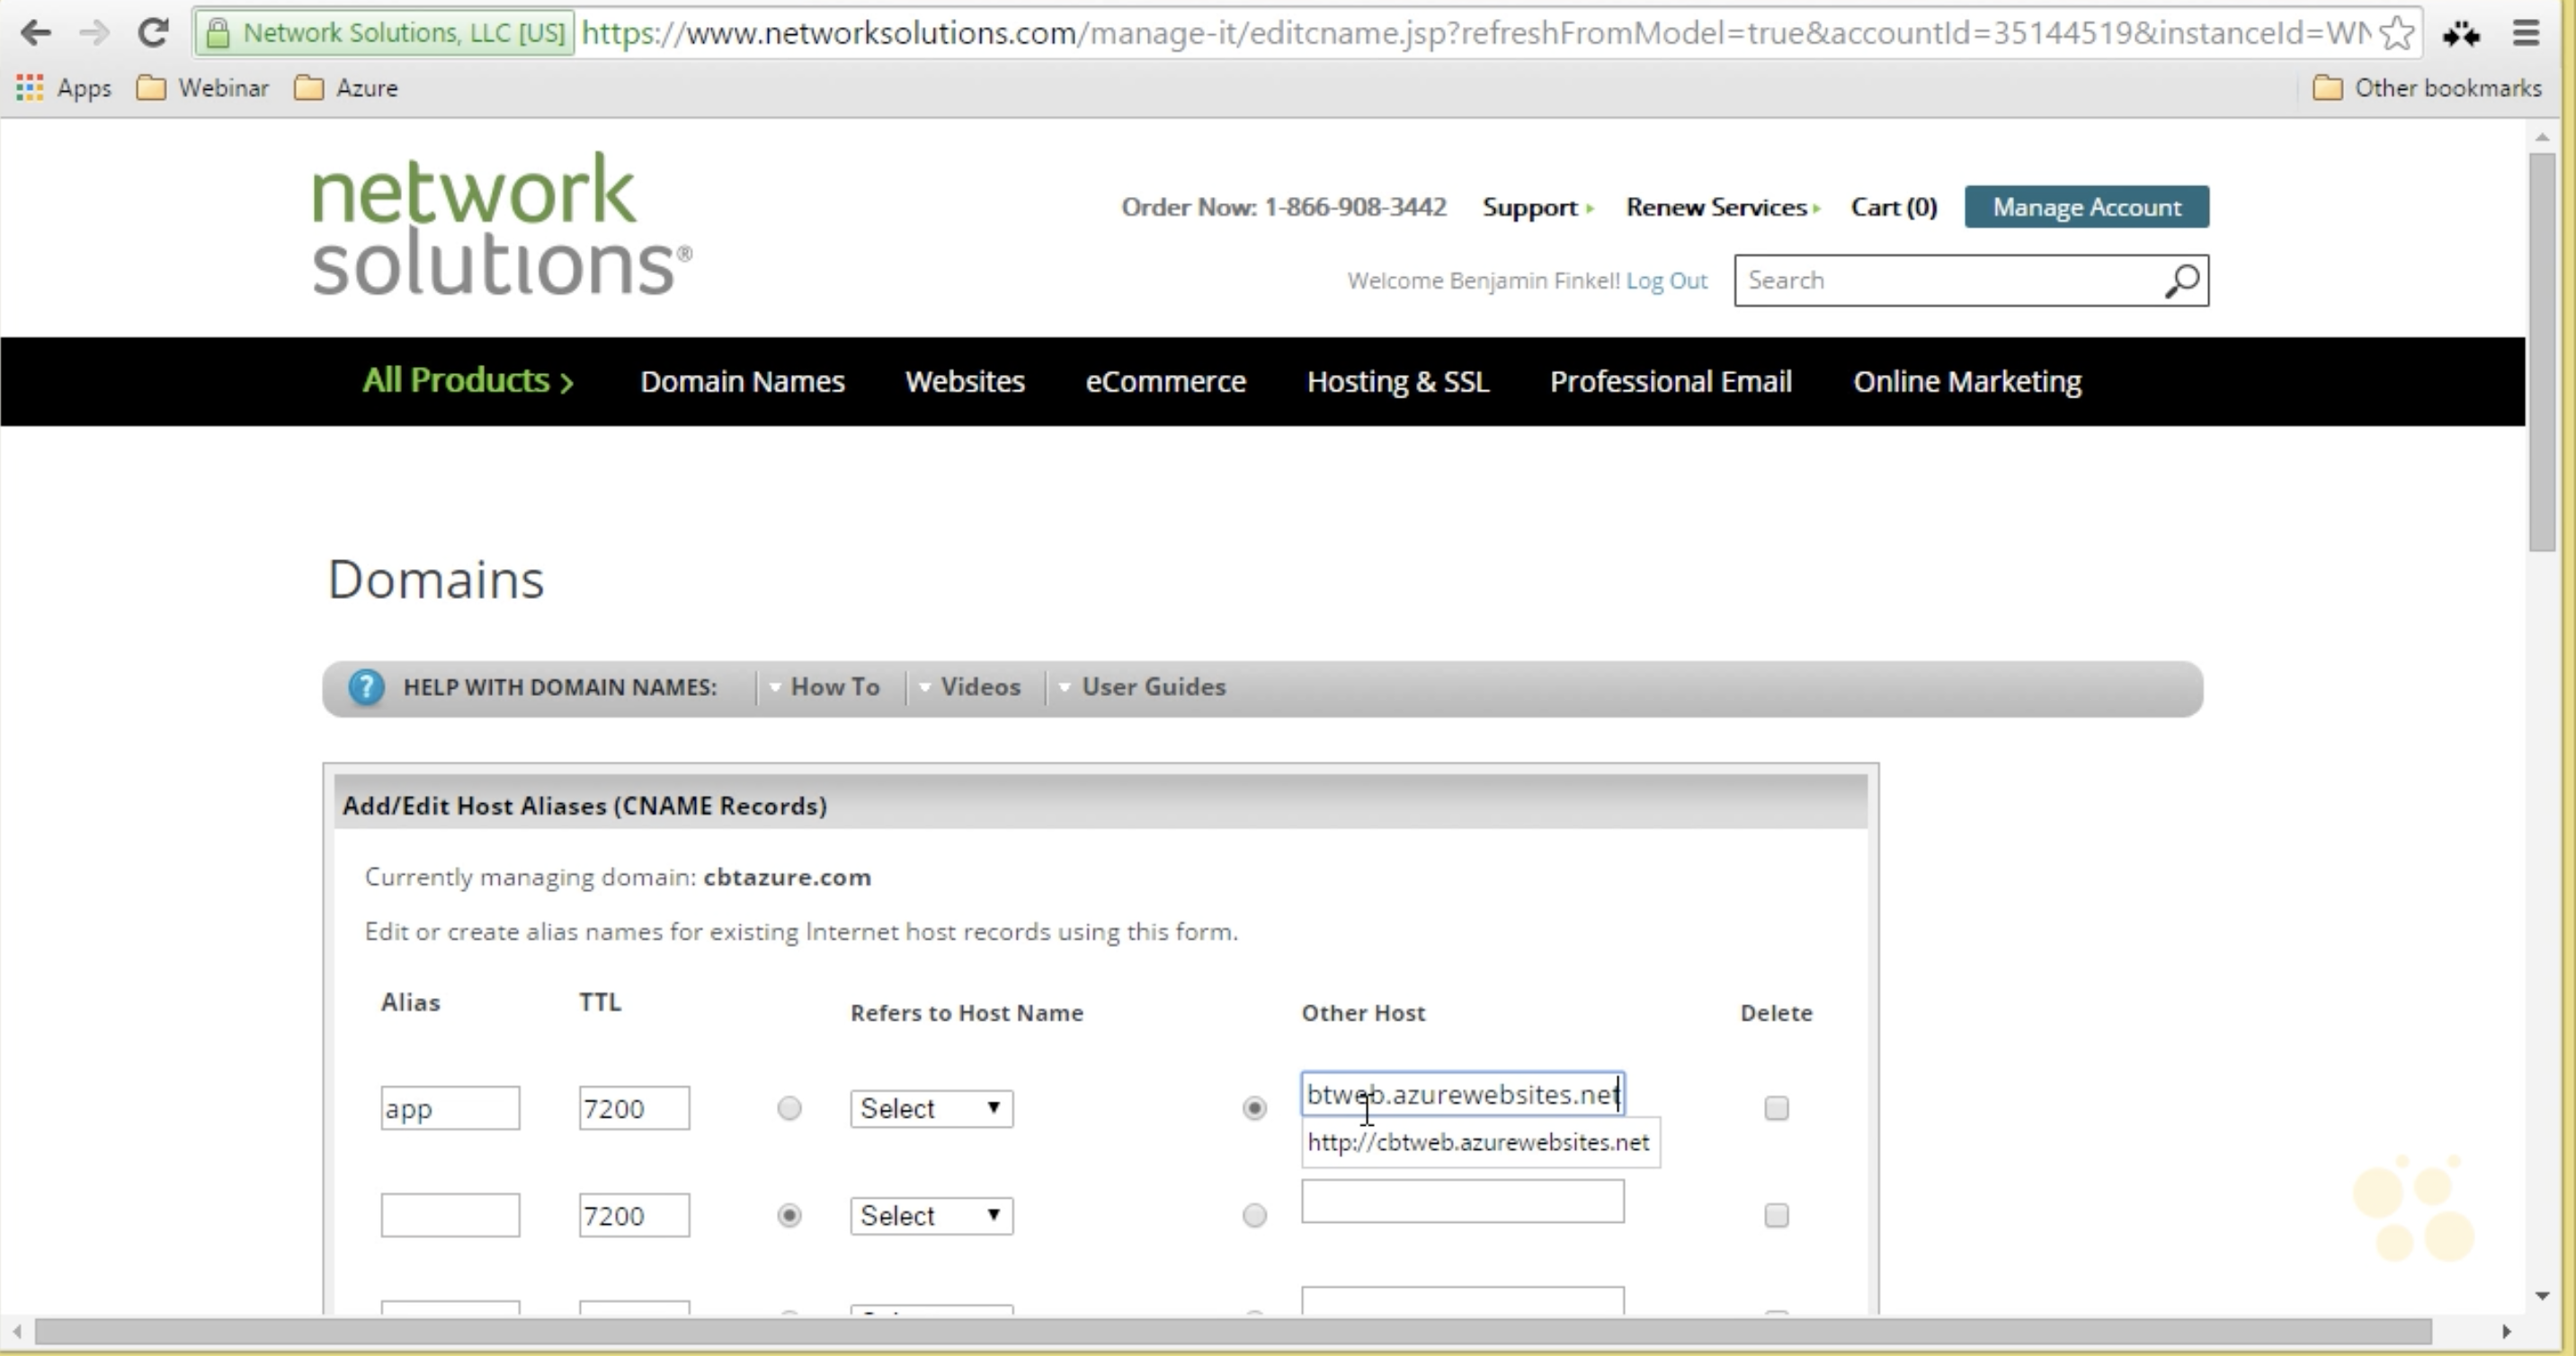 Network Solutions, LLC [US] https://www.networksolutions.com/manage-it/editcname.jsp?refreshFromModel=true&accountId=35144519&instanceId=WN
Apps Webinar Azure Other bookmarks
network
solutions®
Order Now: 1-866-908-3442 Support Renew Services Cart (0) Manage Account
Welcome Benjamin Finkel! Log Out Search
All Products > Domain Names Websites eCommerce Hosting & SSL Professional Email Online Marketing
Domains
? HELP WITH DOMAIN NAMES: How To Videos User Guides
Add/Edit Host Aliases (CNAME Records)
Currently managing domain: cbtazure.com
Edit or create alias names for existing Internet host records using this form.
Alias TTL Refers to Host Name Other Host Delete
app 7200 Select btweb.azurewebsites.net
http://cbtweb.azurewebsites.net
7200 Select